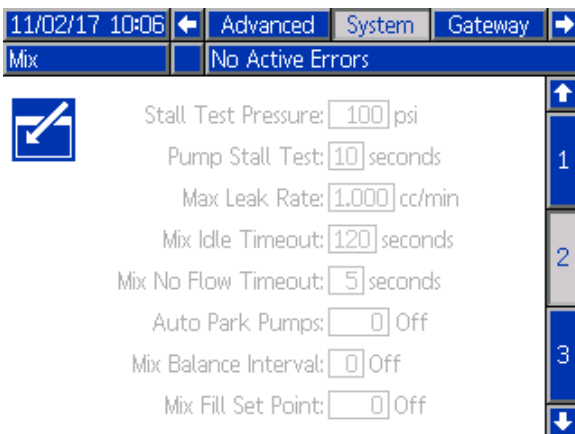 11/02/17 10:06 Advanced System Gateway
Mix No Active Errors
Stall Test Pressure: 100 psi
Pump Stall Test: 10 seconds
Max Leak Rate: 1.000 cc/min
Mix Idle Timeout: 120 seconds
Mix No Flow Timeout: 5 seconds
Auto Park Pumps: 0 Off
Mix Balance Interval: 0 Off
Mix Fill Set Point: 0 Off
1
2
3